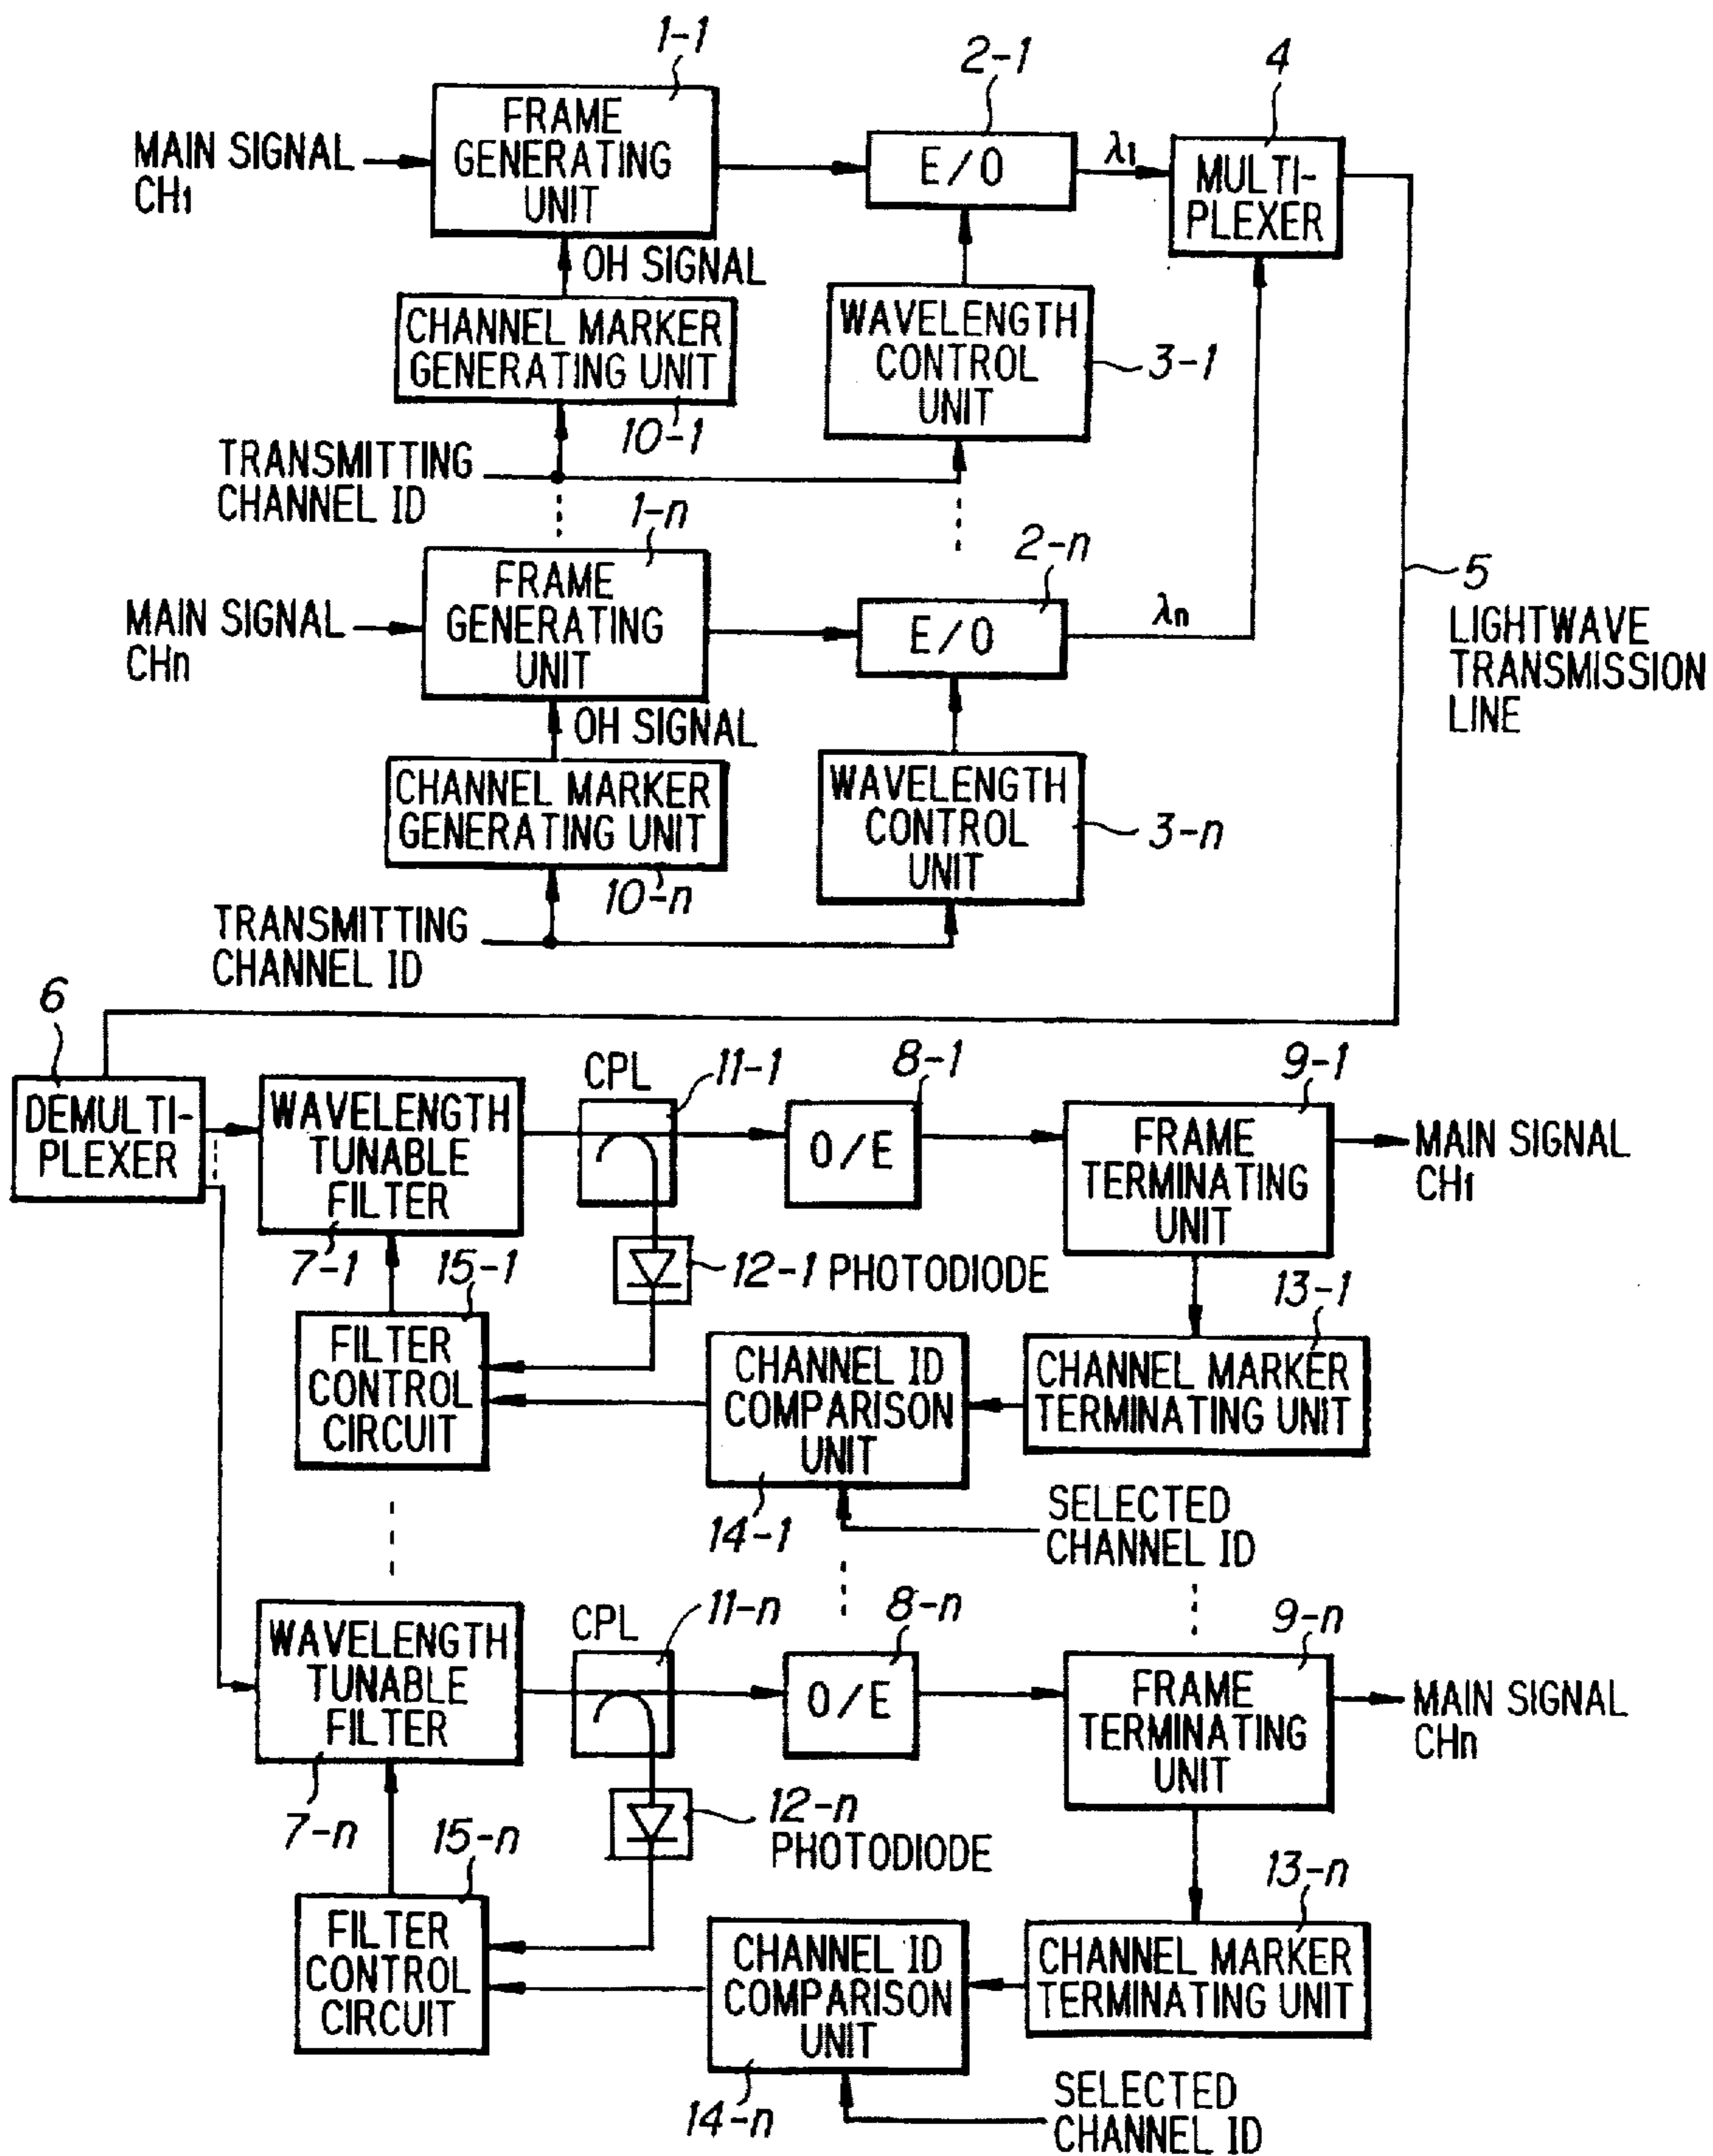 1-1
2-1
4
MAIN SIGNAL
CH1
FRAME
GENERATING
UNIT
E/O
λ1
MULTI-
PLEXER
OH SIGNAL
CHANNEL MARKER
GENERATING UNIT
10-1
WAVELENGTH
CONTROL
UNIT
3-1
TRANSMITTING
CHANNEL ID
1-n
2-n
5
LIGHTWAVE
TRANSMISSION
LINE
MAIN SIGNAL
CHn
FRAME
GENERATING
UNIT
E/O
λn
OH SIGNAL
CHANNEL MARKER
GENERATING UNIT
10-n
WAVELENGTH
CONTROL
UNIT
3-n
TRANSMITTING
CHANNEL ID
6
DEMULTI-
PLEXER
WAVELENGTH
TUNABLE
FILTER
7-1
CPL
11-1
8-1
O/E
9-1
FRAME
TERMINATING
UNIT
MAIN SIGNAL
CH1
15-1
12-1 PHOTODIODE
13-1
FILTER
CONTROL
CIRCUIT
CHANNEL ID
COMPARISON
UNIT
CHANNEL MARKER
TERMINATING UNIT
14-1
SELECTED
CHANNEL ID
WAVELENGTH
TUNABLE
FILTER
7-n
CPL
11-n
8-n
O/E
9-n
FRAME
TERMINATING
UNIT
MAIN SIGNAL
CHn
15-n
12-n
PHOTODIODE
13-n
FILTER
CONTROL
CIRCUIT
CHANNEL ID
COMPARISON
UNIT
CHANNEL MARKER
TERMINATING UNIT
14-n
SELECTED
CHANNEL ID